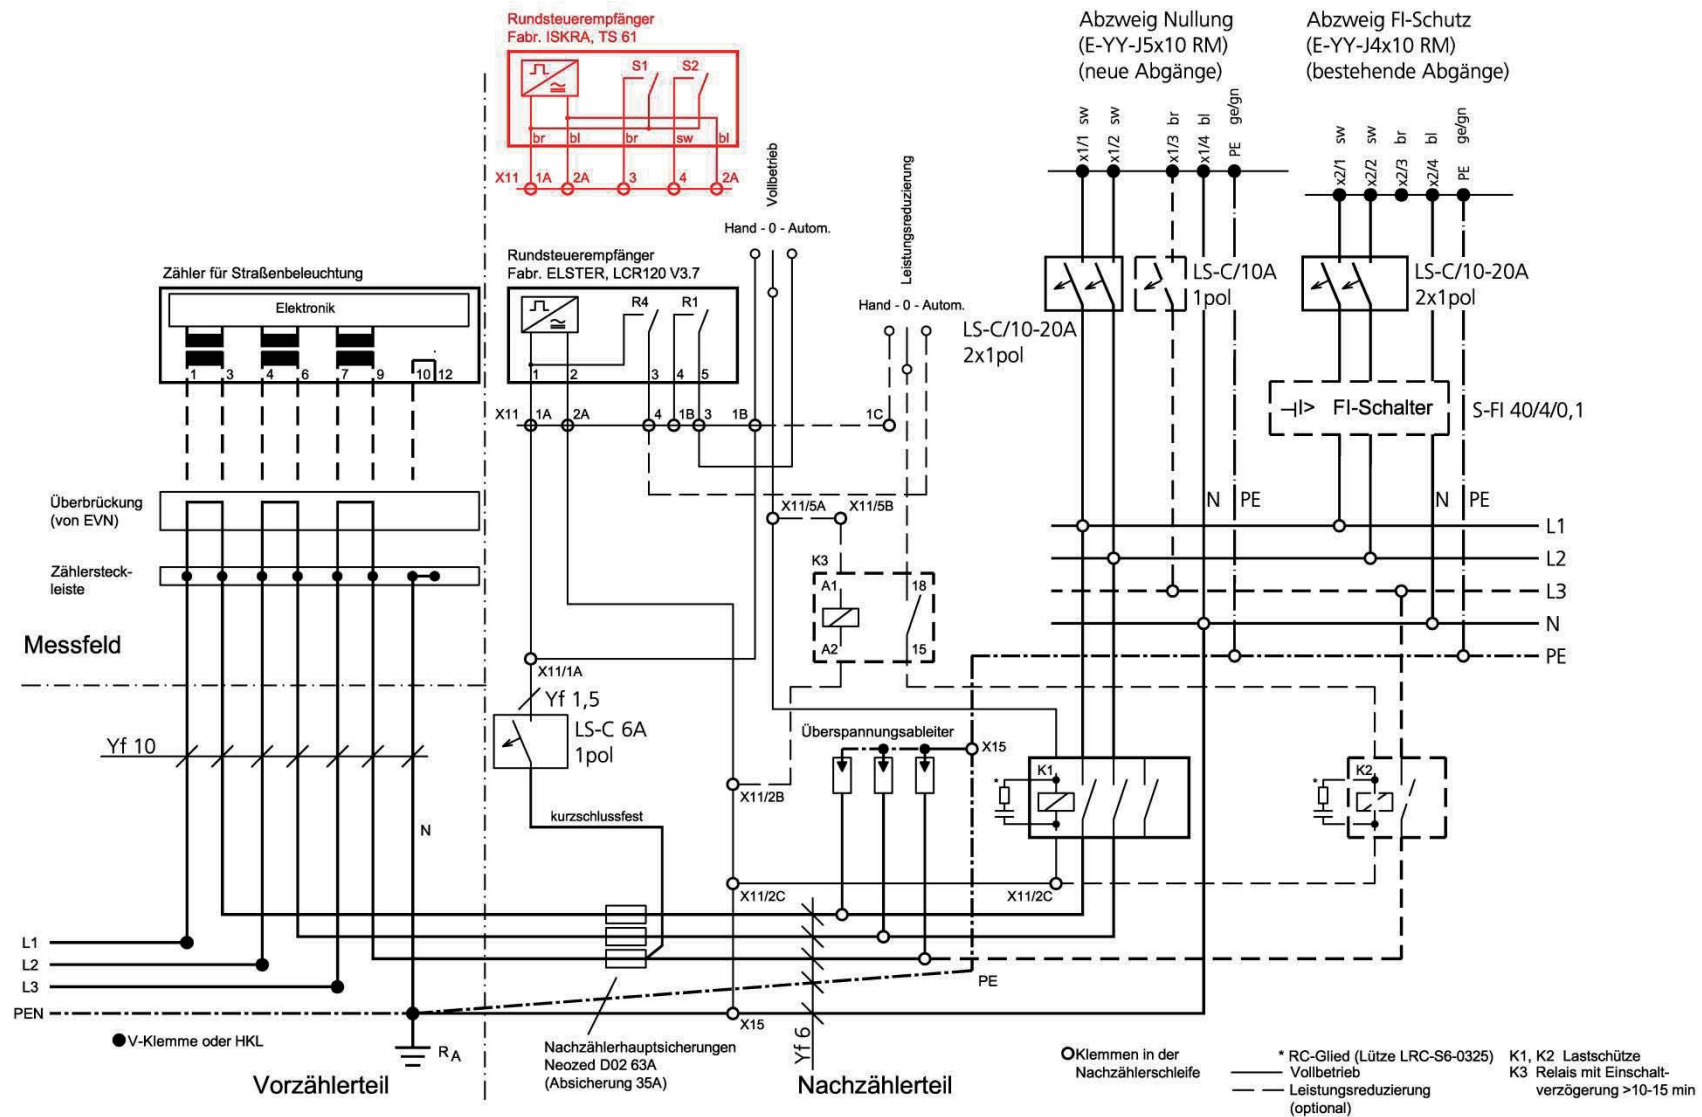 Rundsteuerempfänger
Fabr. ISKRA, TS 61
S1
S2
br
bl
br
sw
bl
X11
1A
2A
3
4
2A
Vollbetrieb
Hand - 0 - Autom.
Leistungsreduzierung
Hand - 0 - Autom.
Abzweig Nullung
(E-YY-J5x10 RM)
(neue Abgänge)
Abzweig FI-Schutz
(E-YY-J4x10 RM)
(bestehende Abgänge)
x1/1 sw
x1/2 sw
x1/3 br
x1/4 bl
PE ge/gn
x2/1 sw
x2/2 sw
x2/3 br
x2/4 bl
PE ge/gn
Zähler für Straßenbeleuchtung
Elektronik
1
3
4
6
7
9
10
12
Rundsteuerempfänger
Fabr. ELSTER, LCR120 V3.7
R4
R1
1
2
3
4
5
X11
1A
2A
4
1B
3
1B
1C
LS-C/10-20A
2x1pol
LS-C/10A
1pol
LS-C/10-20A
2x1pol
FI-Schalter
S-FI 40/4/0,1
N
PE
N
PE
L1
L2
L3
N
PE
Überbrückung
(von EVN)
Zählersteck-
leiste
Messfeld
X11/5A
X11/5B
K3
A1
18
A2
15
X11/1A
Yf 1,5
LS-C 6A
1pol
Yf 10
N
kurzschlussfest
Überspannungsableiter
X15
X11/2B
K1
*
K2
*
X11/2C
X11/2C
L1
L2
L3
PEN
PE
X15
Yf 6
V-Klemme oder HKL
RA
Vorzählerteil
Nachzählerhauptsicherungen
Neozed D02 63A
(Absicherung 35A)
Nachzählerteil
Klemmen in der
Nachzählerschleife
* RC-Glied (Lütze LRC-S6-0325)
Vollbetrieb
Leistungsreduzierung
(optional)
K1, K2 Lastschütze
K3 Relais mit Einschalt-
verzögerung >10-15 min